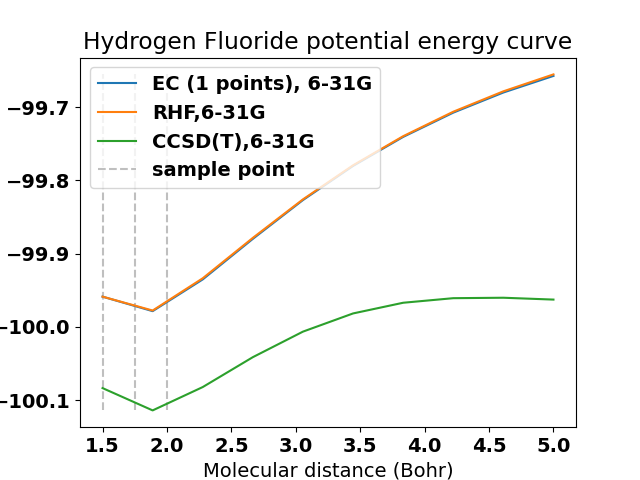 Hydrogen Fluoride potential energy curve
EC (1 points), 6-31G
RHF,6-31G
CCSD(T),6-31G
sample point
−99.7
−99.8
−99.9
−100.0
−100.1
1.5 2.0 2.5 3.0 3.5 4.0 4.5 5.0
Molecular distance (Bohr)